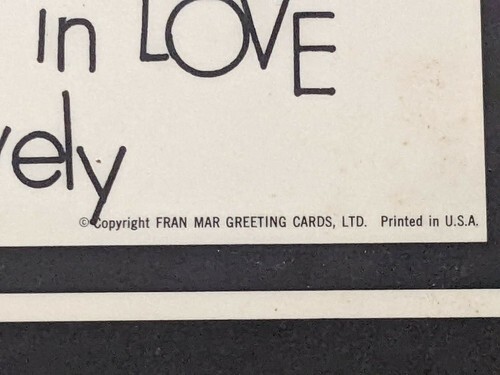 in LOVE
ely
© Copyright FRAN MAR GREETING CARDS, LTD. Printed in U.S.A.